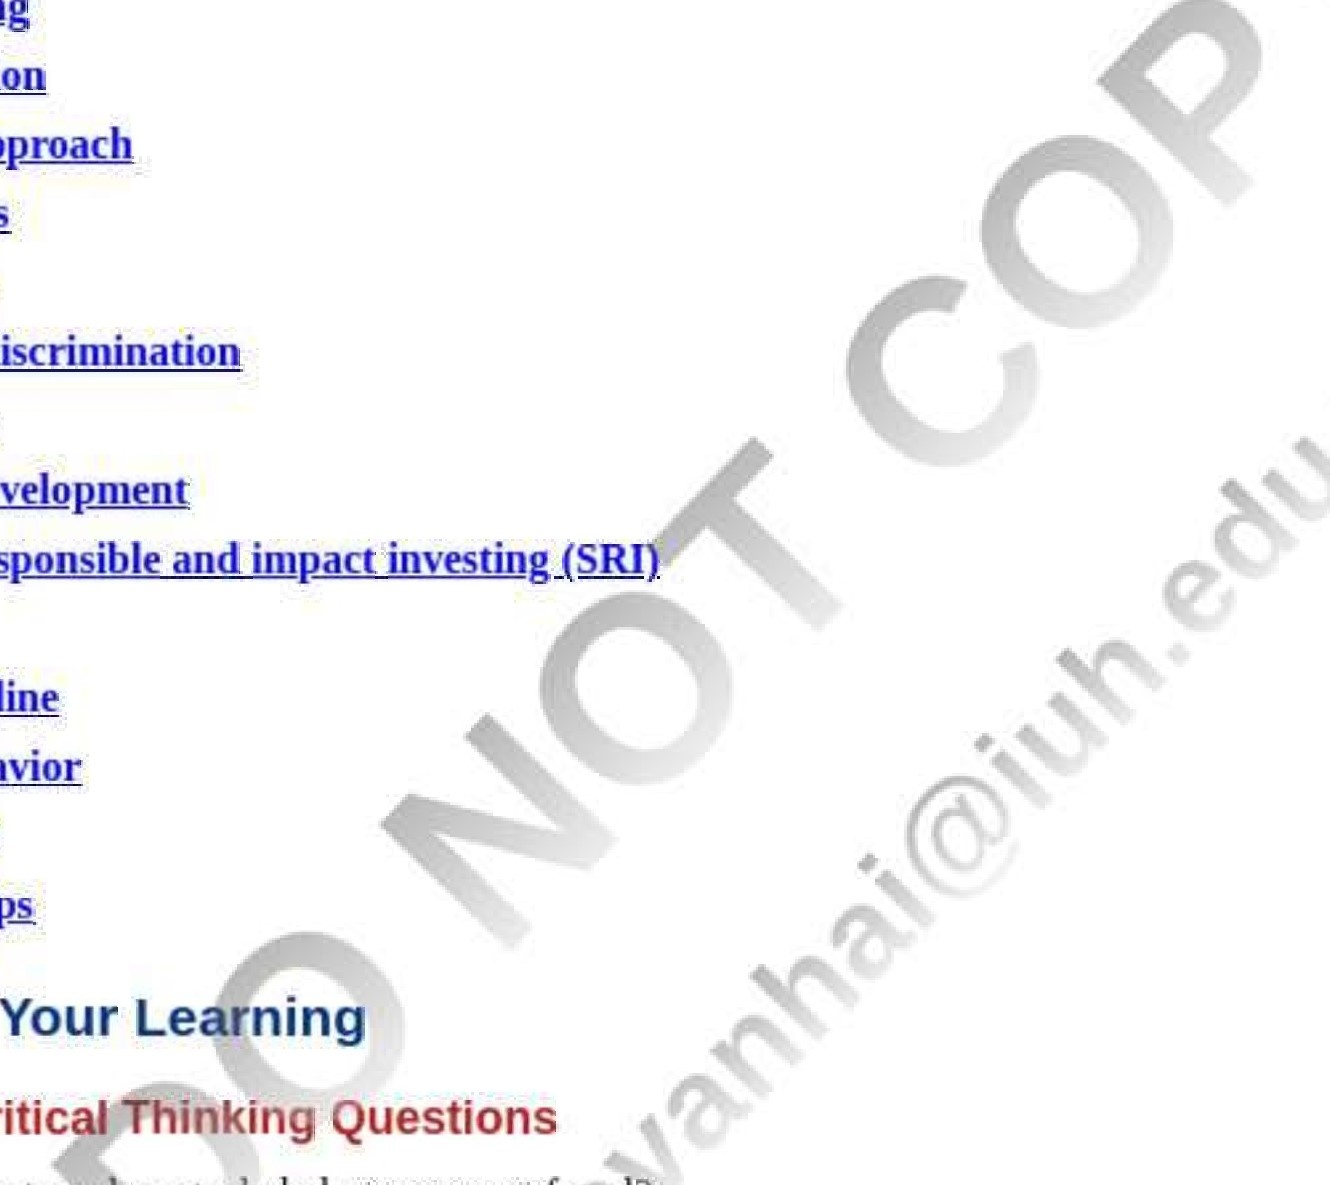 ng
on
pproach
s
iscrimination
velopment
sponsible and impact investing (SRI)
line
avior
ps
Your Learning
ritical Thinking Questions
DO NOT COP
vanhai@iuh.edu